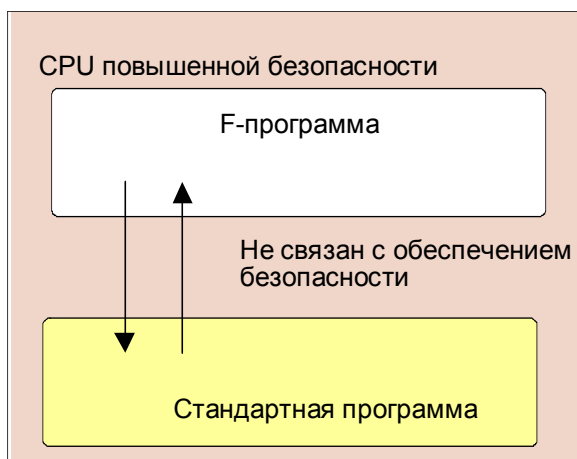 CPU повышенной безопасности
F-программа
Не связан с обеспечением
безопасности
Стандартная программа